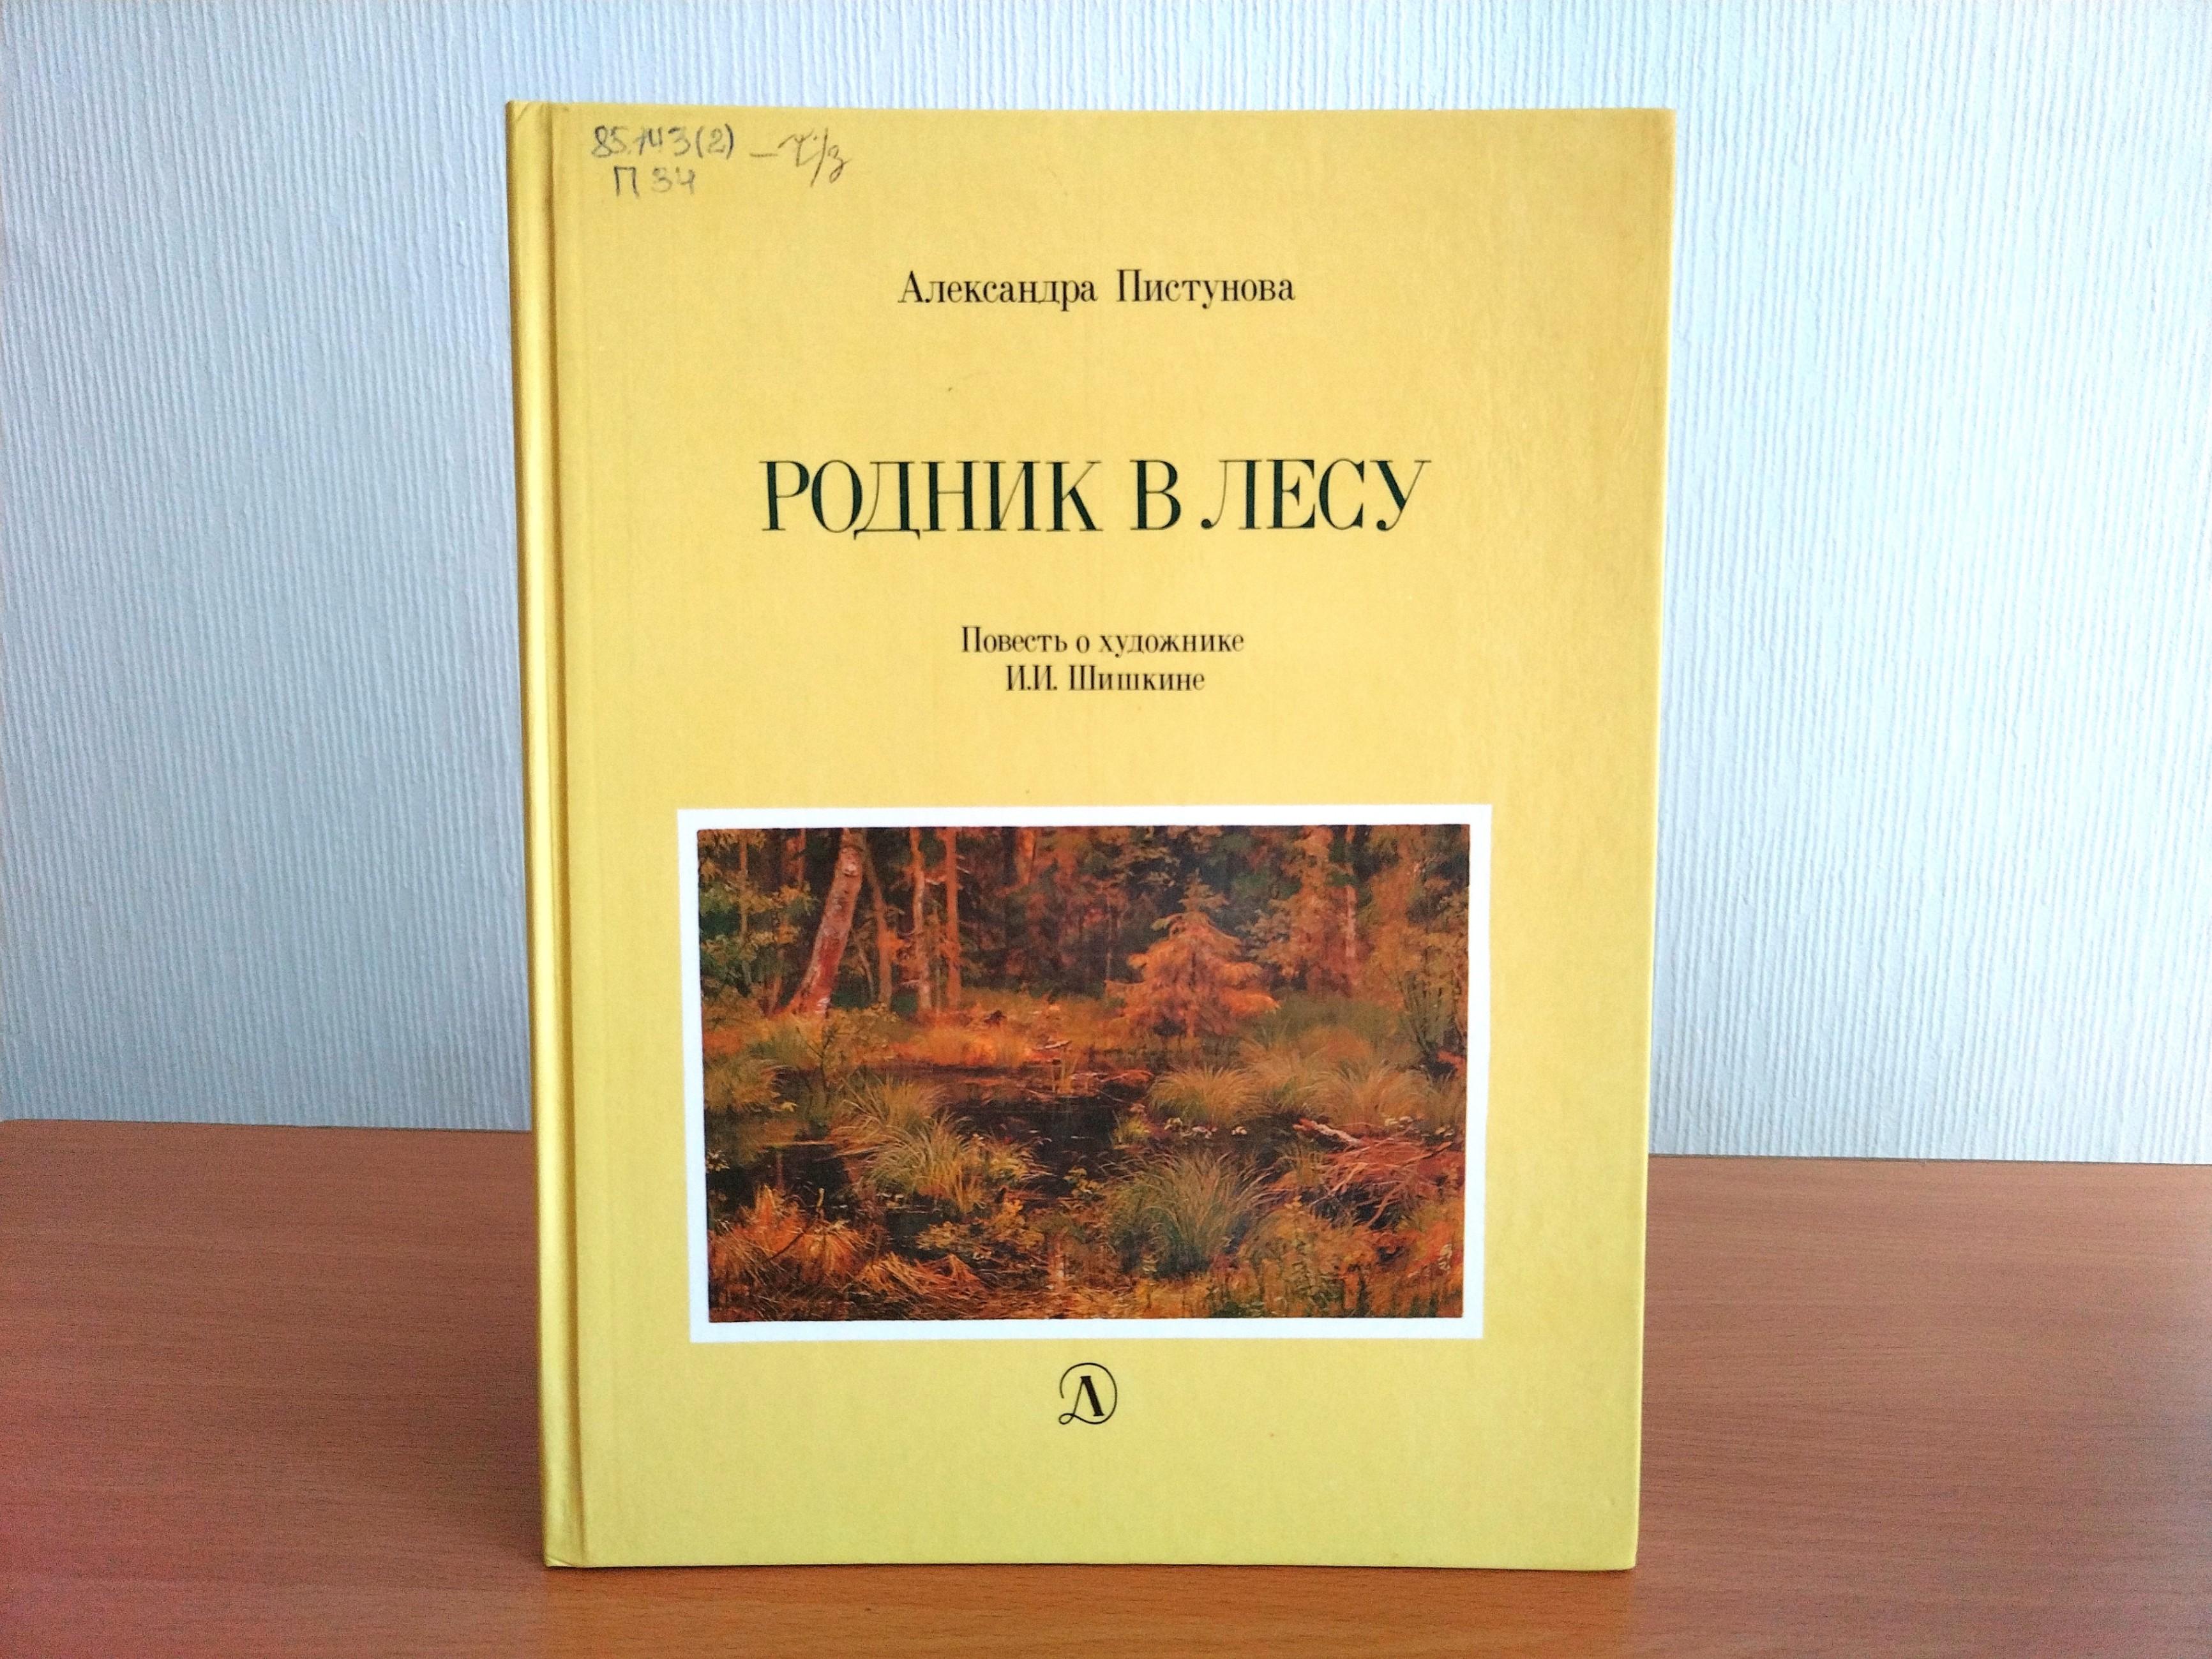 85.143(2) – Ч/з
П 34
Александра Пистунова
РОДНИК В ЛЕСУ
Повесть о художнике
И.И. Шишкине